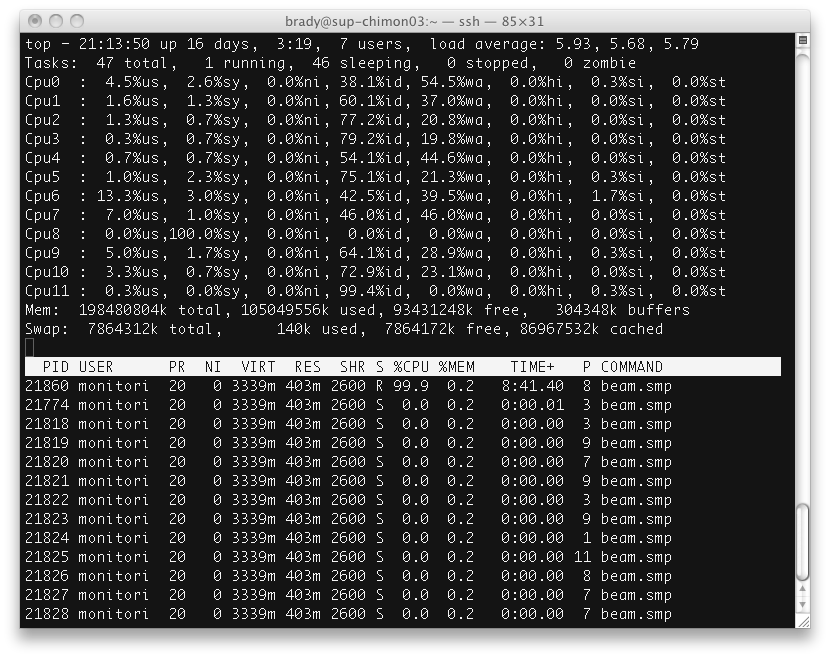 brady@sup-chimon03:~ — ssh — 85×31
top - 21:13:50 up 16 days,  3:19,  7 users,  load average: 5.93, 5.68, 5.79
Tasks:  47 total,   1 running,  46 sleeping,   0 stopped,   0 zombie
Cpu0  :  4.5%us,  2.6%sy,  0.0%ni, 38.1%id, 54.5%wa,  0.0%hi,  0.3%si,  0.0%st
Cpu1  :  1.6%us,  1.3%sy,  0.0%ni, 60.1%id, 37.0%wa,  0.0%hi,  0.0%si,  0.0%st
Cpu2  :  1.3%us,  0.7%sy,  0.0%ni, 77.2%id, 20.8%wa,  0.0%hi,  0.0%si,  0.0%st
Cpu3  :  0.3%us,  0.7%sy,  0.0%ni, 79.2%id, 19.8%wa,  0.0%hi,  0.0%si,  0.0%st
Cpu4  :  0.7%us,  0.7%sy,  0.0%ni, 54.1%id, 44.6%wa,  0.0%hi,  0.0%si,  0.0%st
Cpu5  :  1.0%us,  2.3%sy,  0.0%ni, 75.1%id, 21.3%wa,  0.0%hi,  0.3%si,  0.0%st
Cpu6  : 13.3%us,  3.0%sy,  0.0%ni, 42.5%id, 39.5%wa,  0.0%hi,  1.7%si,  0.0%st
Cpu7  :  7.0%us,  1.0%sy,  0.0%ni, 46.0%id, 46.0%wa,  0.0%hi,  0.0%si,  0.0%st
Cpu8  :  0.0%us,100.0%sy,  0.0%ni,  0.0%id,  0.0%wa,  0.0%hi,  0.0%si,  0.0%st
Cpu9  :  5.0%us,  1.7%sy,  0.0%ni, 64.1%id, 28.9%wa,  0.0%hi,  0.3%si,  0.0%st
Cpu10 :  3.3%us,  0.7%sy,  0.0%ni, 72.9%id, 23.1%wa,  0.0%hi,  0.0%si,  0.0%st
Cpu11 :  0.3%us,  0.0%sy,  0.0%ni, 99.4%id,  0.0%wa,  0.0%hi,  0.3%si,  0.0%st
Mem:  198480804k total, 105049556k used, 93431248k free,   304348k buffers
Swap:  7864312k total,      140k used,  7864172k free, 86967532k cached
PID USER      PR  NI  VIRT  RES  SHR S %CPU %MEM    TIME+   P COMMAND
21860 monitori  20   0 3339m 403m 2600 R 99.9  0.2   8:41.40  8 beam.smp
21774 monitori  20   0 3339m 403m 2600 S  0.0  0.2   0:00.01  3 beam.smp
21818 monitori  20   0 3339m 403m 2600 S  0.0  0.2   0:00.00  3 beam.smp
21819 monitori  20   0 3339m 403m 2600 S  0.0  0.2   0:00.00  9 beam.smp
21820 monitori  20   0 3339m 403m 2600 S  0.0  0.2   0:00.00  7 beam.smp
21821 monitori  20   0 3339m 403m 2600 S  0.0  0.2   0:00.00  9 beam.smp
21822 monitori  20   0 3339m 403m 2600 S  0.0  0.2   0:00.00  3 beam.smp
21823 monitori  20   0 3339m 403m 2600 S  0.0  0.2   0:00.00  9 beam.smp
21824 monitori  20   0 3339m 403m 2600 S  0.0  0.2   0:00.00  1 beam.smp
21825 monitori  20   0 3339m 403m 2600 S  0.0  0.2   0:00.00 11 beam.smp
21826 monitori  20   0 3339m 403m 2600 S  0.0  0.2   0:00.00  8 beam.smp
21827 monitori  20   0 3339m 403m 2600 S  0.0  0.2   0:00.00  7 beam.smp
21828 monitori  20   0 3339m 403m 2600 S  0.0  0.2   0:00.00  7 beam.smp